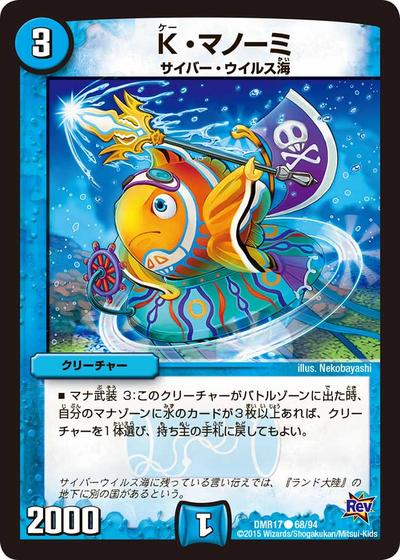 3
ケー
K・マノーミ
サイバー・ウイルス海
かい
illus. Nekobayashi
クリーチャー
■ マナ武装 3:このクリーチャーがバトルゾーンに出た時、
自分のマナゾーンに水のカードが3枚以上あれば、クリー
チャーを1体選び、持ち主の手札に戻してもよい。
サイバーウイルス海に残っている言い伝えでは、『ランド大陸』の
地下に別の国があるという。
2000
1
Rev
DMR17 ● 68/94
©2015 Wizards/Shogakukan/Mitsui-Kids